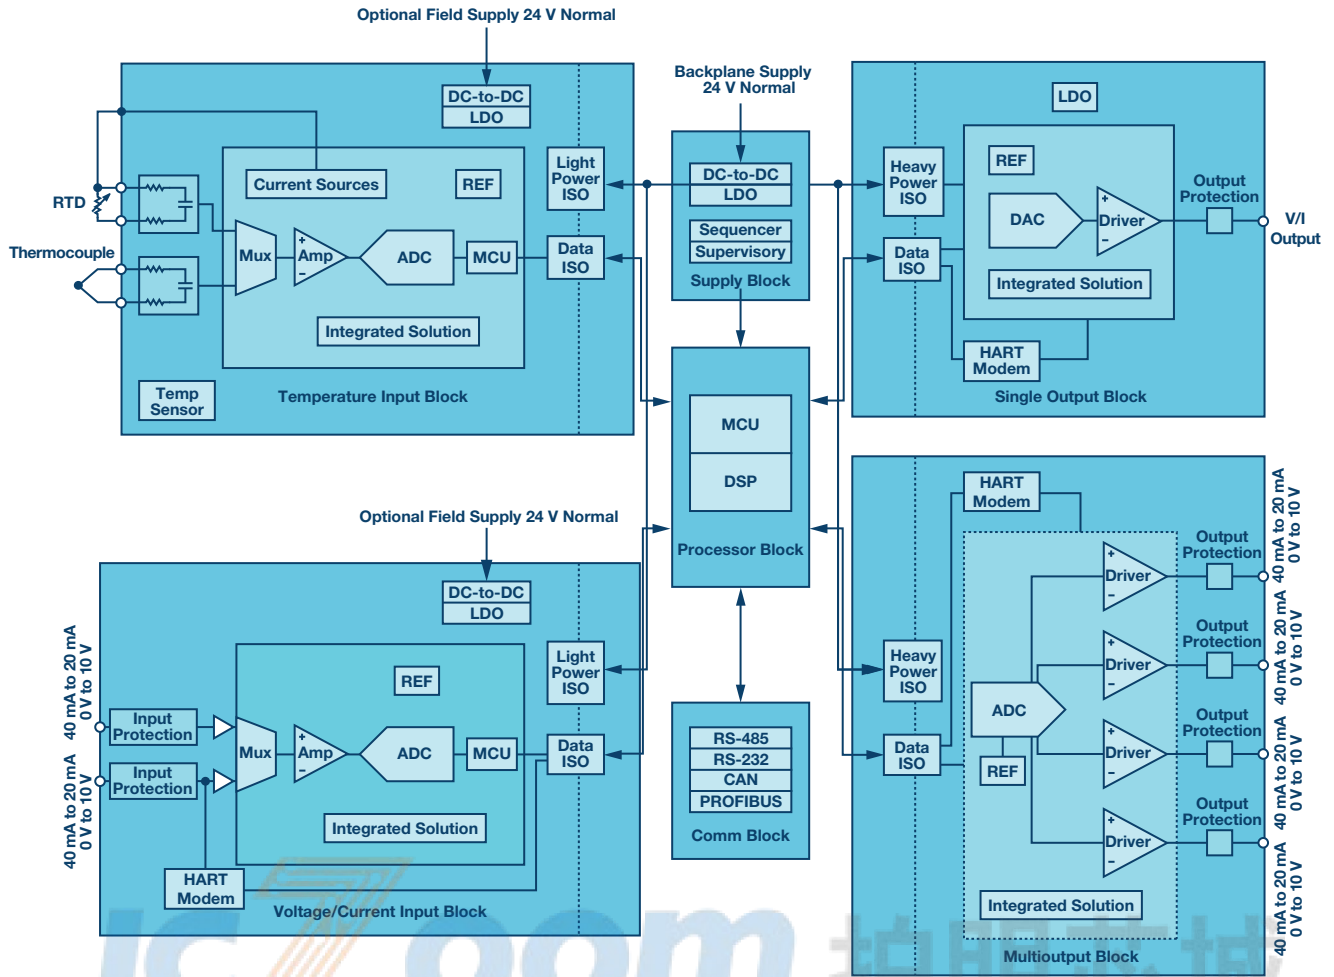 Optional Field Supply 24 V Normal
DC-to-DC
LDO
Current Sources
REF
Light
Power
ISO
RTD
Thermocouple
Mux
+
Amp
−
ADC
MCU
Data
ISO
Integrated Solution
Temp
Sensor
Temperature Input Block
Backplane Supply
24 V Normal
DC-to-DC
LDO
Sequencer
Supervisory
Supply Block
MCU
DSP
Processor Block
RS-485
RS-232
CAN
PROFIBUS
Comm Block
LDO
Heavy
Power
ISO
REF
DAC
+
Driver
−
Output
Protection
V/I
Output
Data
ISO
Integrated Solution
HART
Modem
Single Output Block
Optional Field Supply 24 V Normal
DC-to-DC
LDO
Light
Power
ISO
REF
40 mA to 20 mA
0 V to 10 V
Input
Protection
40 mA to 20 mA
0 V to 10 V
Input
Protection
Mux
+
Amp
−
ADC
MCU
Data
ISO
Integrated Solution
HART
Modem
Voltage/Current Input Block
HART
Modem
Heavy
Power
ISO
Data
ISO
ADC
REF
+
Driver
−
Output
Protection
40 mA to 20 mA
0 V to 10 V
+
Driver
−
Output
Protection
40 mA to 20 mA
0 V to 10 V
+
Driver
−
Output
Protection
40 mA to 20 mA
0 V to 10 V
+
Driver
−
Output
Protection
40 mA to 20 mA
0 V to 10 V
Integrated Solution
Multioutput Block